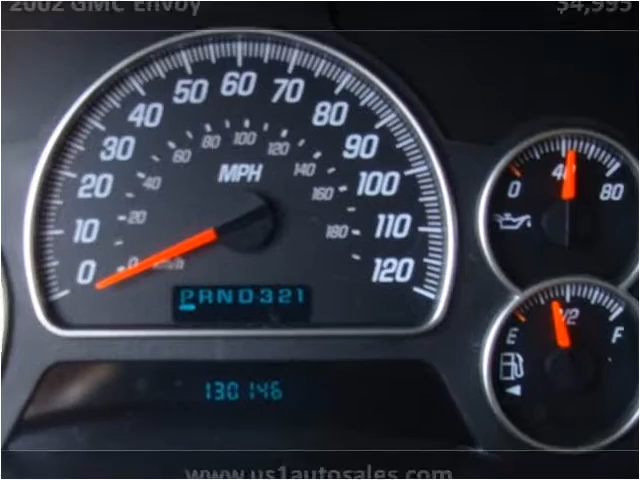 2002 GMC Envoy $4,995
0 10 20 30 40 50 60 70 80 90 100 110 120
MPH
0 20 40 60 80 100 120 140 160 180
km/h
PRND321
130146
0 40 80
E 1/2 F
www.us1autosales.com